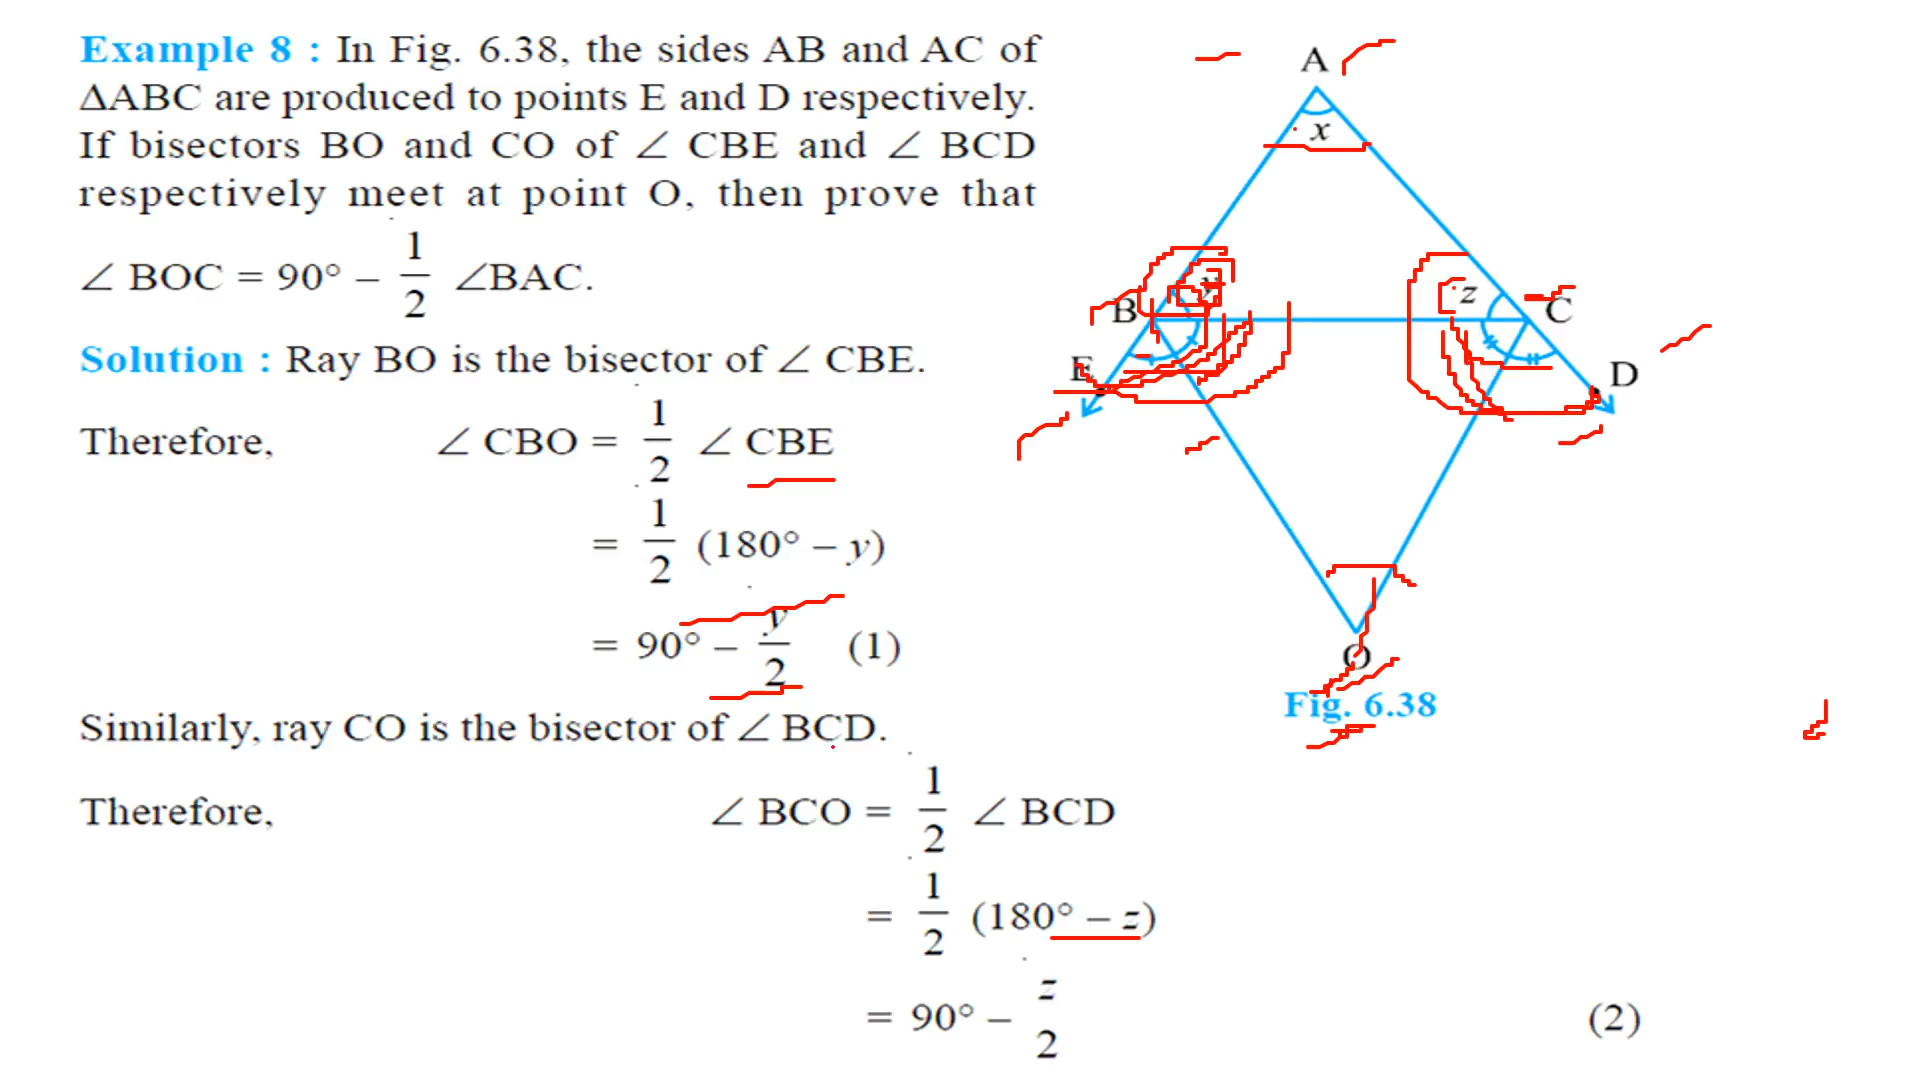 Example 8 : In Fig. 6.38, the sides AB and AC of
ΔABC are produced to points E and D respectively.
If bisectors BO and CO of ∠ CBE and ∠ BCD
respectively meet at point O, then prove that
∠ BOC = 90° – 1/2 ∠BAC.
Solution : Ray BO is the bisector of ∠ CBE.
Therefore, ∠ CBO = 1/2 ∠ CBE
= 1/2 (180° – y)
= 90° – y/2 (1)
Similarly, ray CO is the bisector of ∠ BCD.
Therefore, ∠ BCO = 1/2 ∠ BCD
= 1/2 (180° – z)
= 90° – z/2 (2)
A
x
y
z
B
C
E
D
O
Fig. 6.38